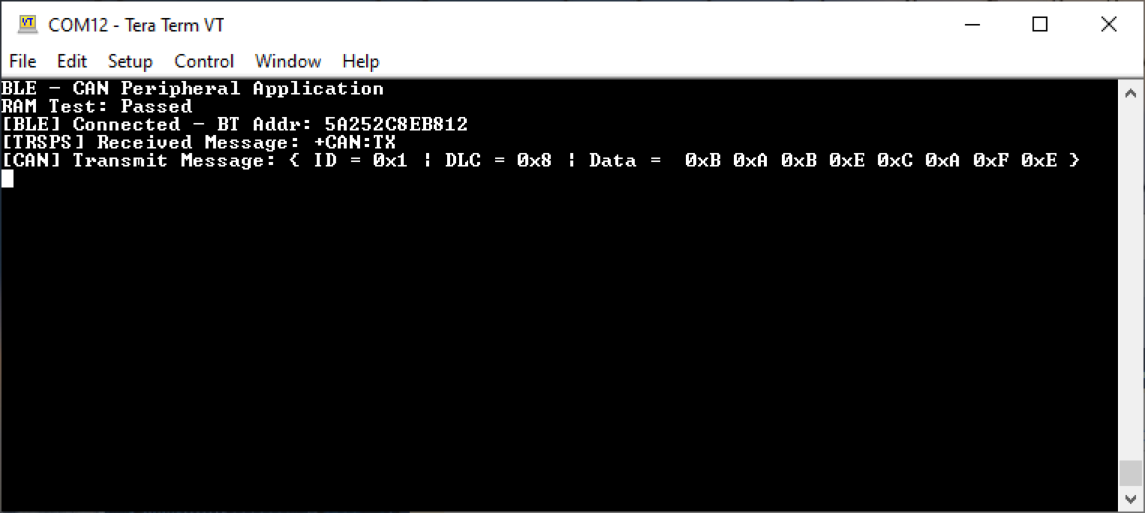 COM12 - Tera Term VT
File Edit Setup Control Window Help
BLE - CAN Peripheral Application
RAM Test: Passed
[BLE] Connected - BT Addr: 5A252C8EB812
[TRSPS] Received Message: +CAN:TX
[CAN] Transmit Message: { ID = 0x1 | DLC = 0x8 | Data =  0xB 0xA 0xB 0xE 0xC 0xA 0xF 0xE }